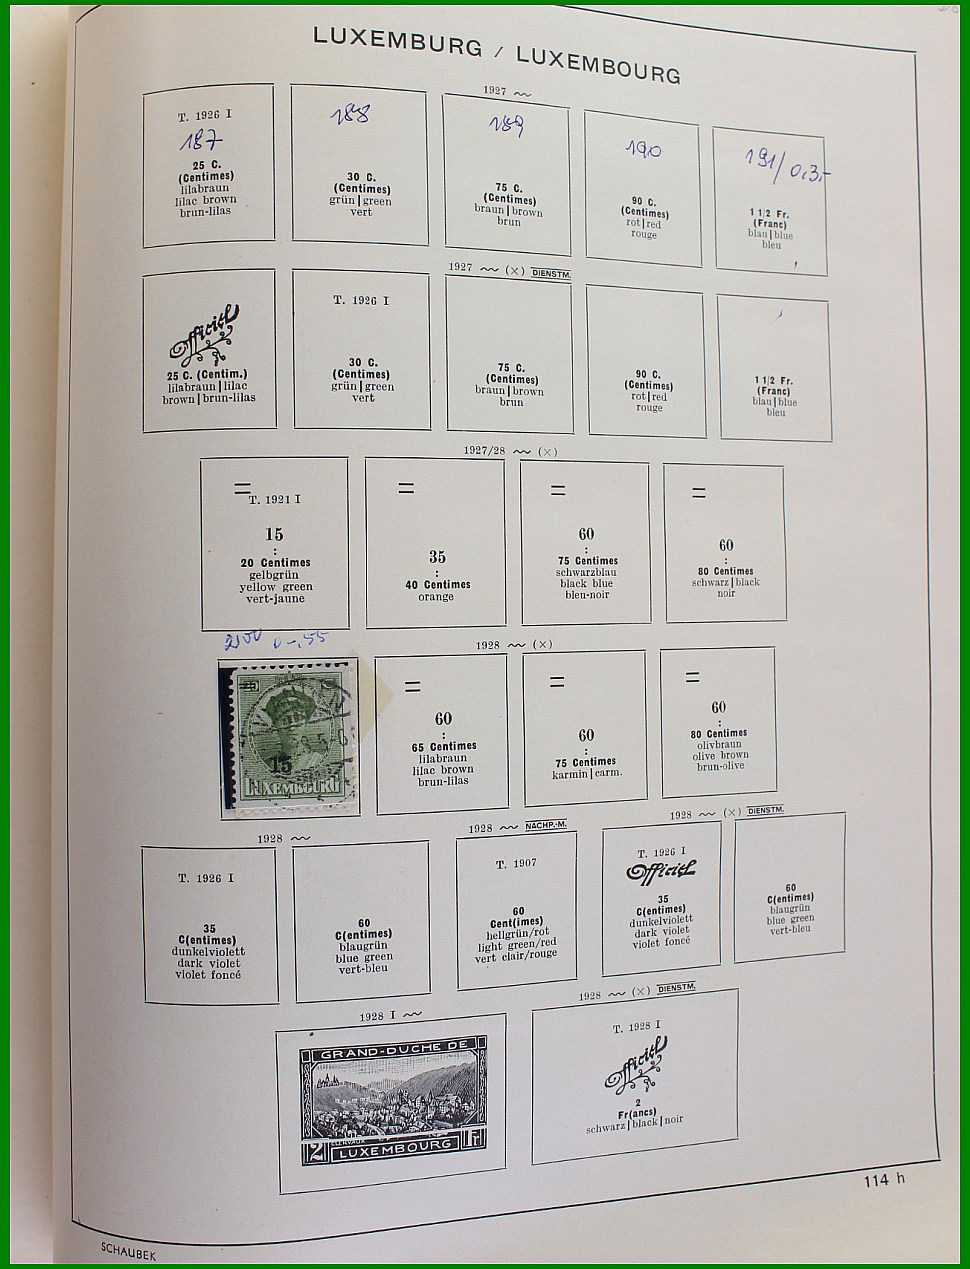 LUXEMBURG / LUXEMBOURG
1927
T. 1926 I
187
25 C.
(Centimes)
lilabraun
lilac brown
brun-lilas
188
30 C.
(Centimes)
grün|green
vert
189
75 C.
(Centimes)
braun|brown
brun
190
90 C.
(Centimes)
rot|red
rouge
191/0,3,-
1 1|2 Fr.
(Franc)
blau|blue
bleu
1927 (×) DIENSTM.
Officiel
25 C. (Centim.)
lilabraun|lilac
brown|brun-lilas
T. 1926 I
30 C.
(Centimes)
grün|green
vert
75 C.
(Centimes)
braun|brown
brun
90 C.
(Centimes)
rot|red
rouge
1 1|2 Fr.
(Franc)
blau|blue
bleu
1927/28 (×)
T. 1921 I
15
:
20 Centimes
gelbgrün
yellow green
vert-jaune
35
:
40 Centimes
orange
60
:
75 Centimes
schwarzblau
black blue
bleu-noir
60
:
80 Centimes
schwarz|black
noir
1928 (×)
15
LUXEMBOURG
60
:
65 Centimes
lilabraun
lilac brown
brun-lilas
60
:
75 Centimes
karmin|carm.
60
:
80 Centimes
olivbraun
olive brown
brun-olive
1928
T. 1926 I
35
C(entimes)
dunkelviolett
dark violet
violet foncé
60
C(entimes)
blaugrün
blue green
vert-bleu
1928 NACHP.-M.
T. 1907
60
Cent(imes)
hellgrün/rot
light green/red
vert clair/rouge
1928 (×) DIENSTM.
T. 1926 I
Officiel
35
C(entimes)
dunkelviolett
dark violet
violet foncé
60
C(entimes)
blaugrün
blue green
vert-bleu
1928 I
GRAND-DUCHE DE
2 LUXEMBOURG Fr
1928 (×) DIENSTM.
T. 1928 I
Officiel
2
Fr(ancs)
schwarz|black|noir
114 h
SCHAUBEK